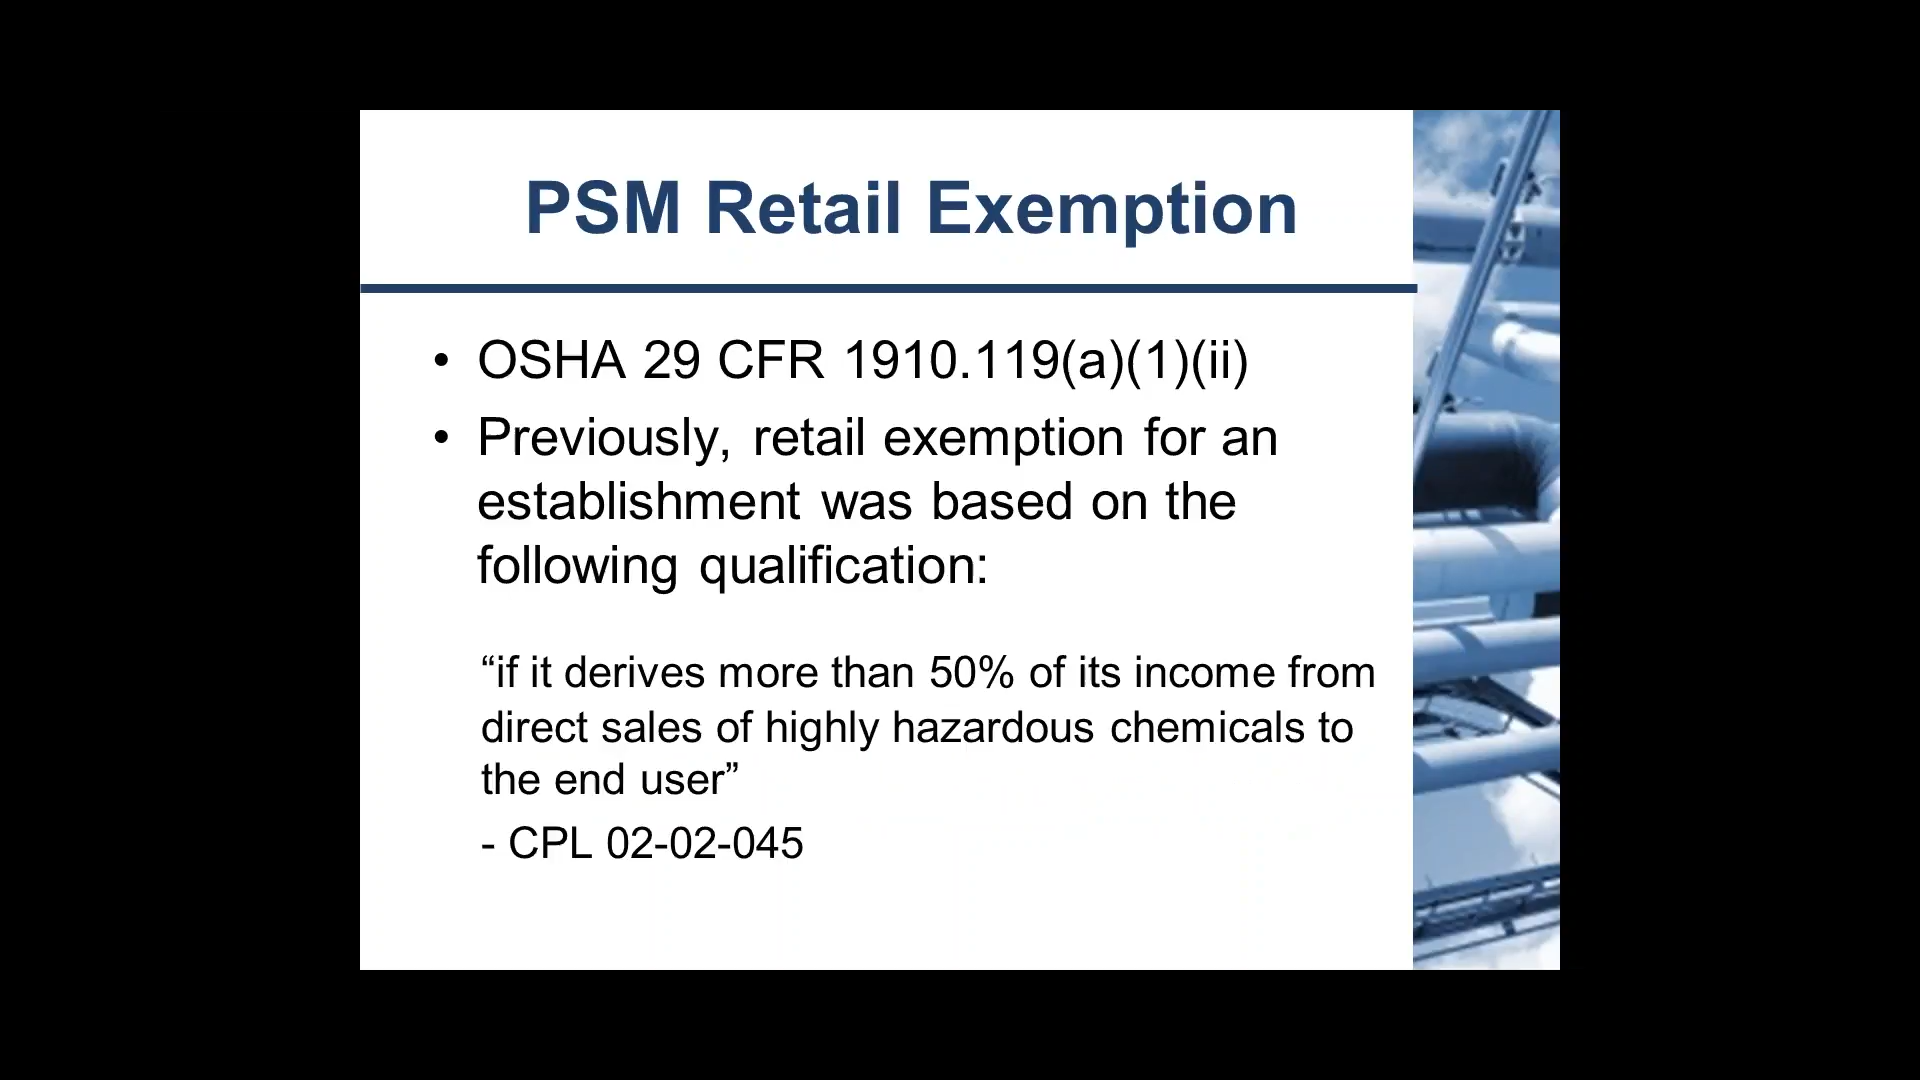 PSM Retail Exemption
• OSHA 29 CFR 1910.119(a)(1)(ii)
• Previously, retail exemption for an
establishment was based on the
following qualification:
“if it derives more than 50% of its income from
direct sales of highly hazardous chemicals to
the end user”
- CPL 02-02-045